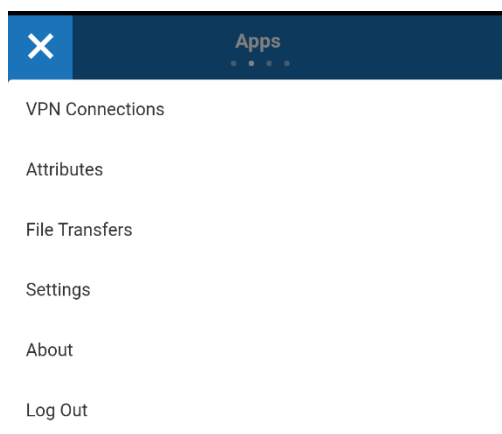 Apps
VPN Connections
Attributes
File Transfers
Settings
About
Log Out